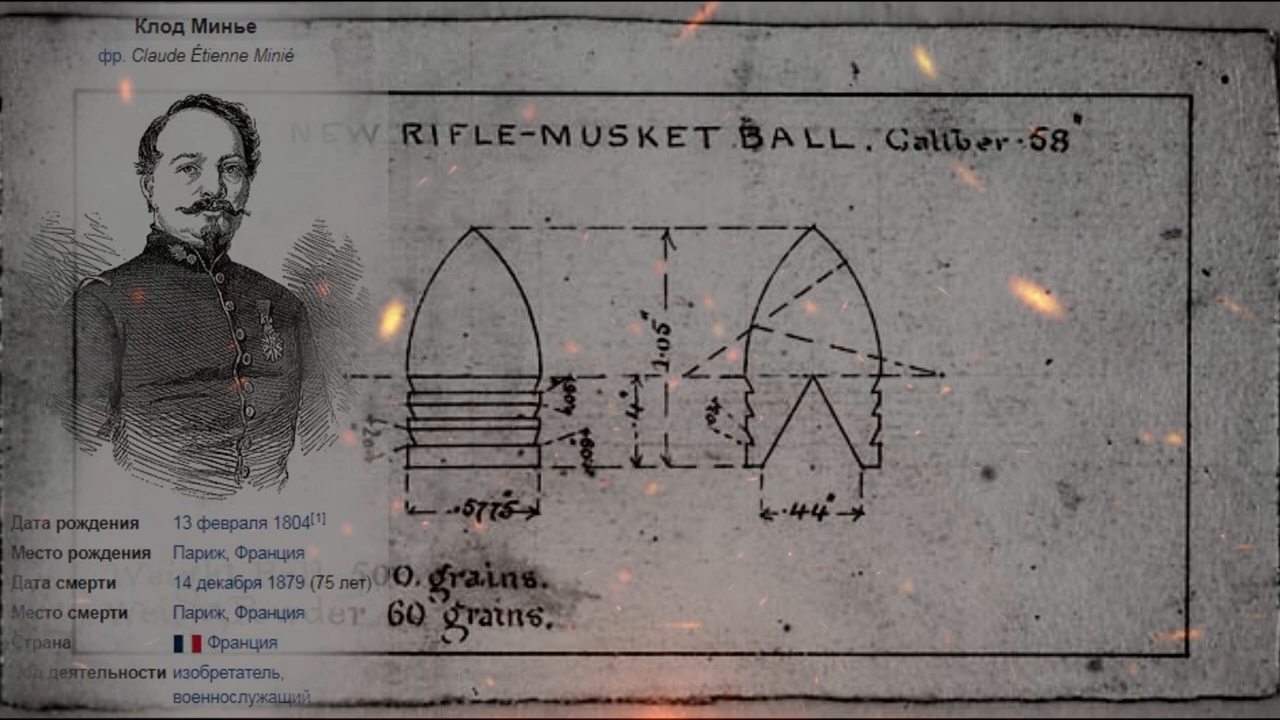 Клод Минье
фр. Claude Étienne Minié
NEW RIFLE-MUSKET BALL. Caliber .58"
1.05"
.4"
.5775"
.44"
Дата рождения 13 февраля 1804[1]
Место рождения Париж, Франция
Дата смерти 14 декабря 1879 (75 лет)
Место смерти Париж, Франция
Страна Франция
деятельности изобретатель,
военнослужащий
500. grains.
60 grains.